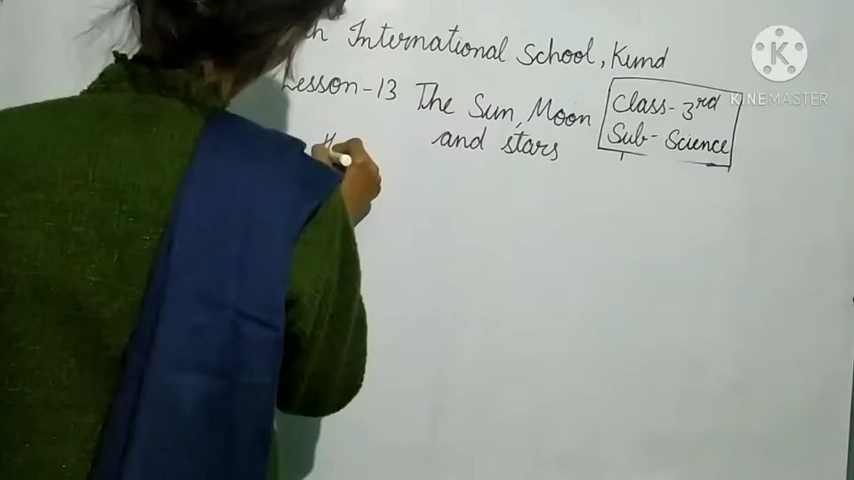 International School, Kund
Lesson-13 The Sun, Moon
and stars
Class-3rd
Sub-Science
KINEMASTER